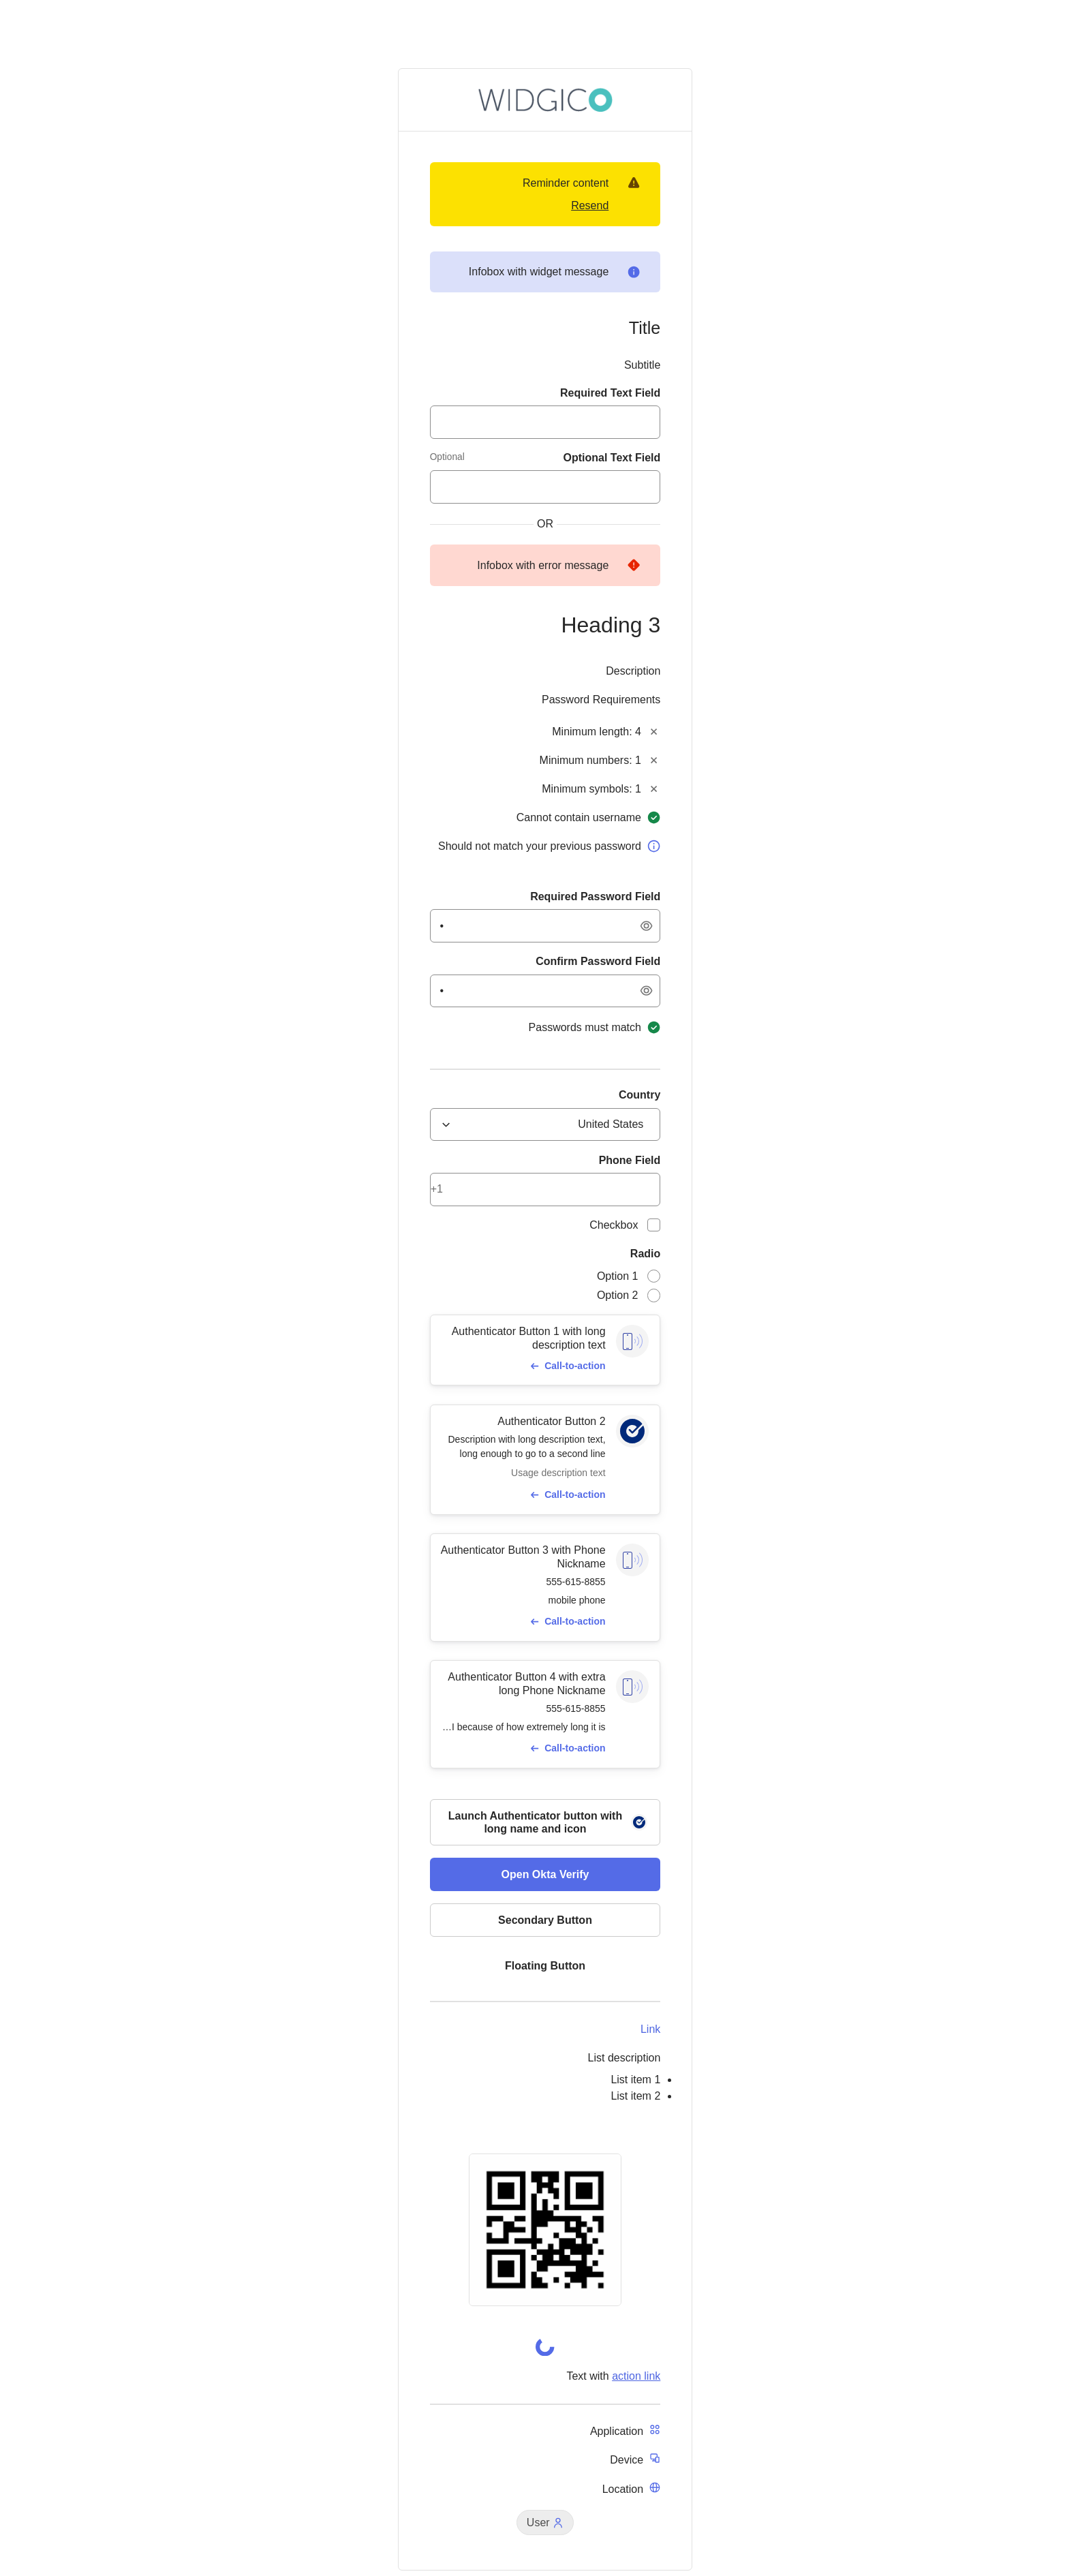 WIDGICO
Reminder content
Resend
Infobox with widget message
Title
Subtitle
Required Text Field
Optional Text Field
Optional
OR
Infobox with error message
Heading 3
Description
Password Requirements
Minimum length: 4
Minimum numbers: 1
Minimum symbols: 1
Cannot contain username
Should not match your previous password
Required Password Field
•
Confirm Password Field
•
Passwords must match
Country
United States
Phone Field
+1
Checkbox
Radio
Option 1
Option 2
Authenticator Button 1 with long
description text
Call-to-action
Authenticator Button 2
Description with long description text,
long enough to go to a second line
Usage description text
Call-to-action
Authenticator Button 3 with Phone
Nickname
555-615-8855
mobile phone
Call-to-action
Authenticator Button 4 with extra
long Phone Nickname
555-615-8855
…l because of how extremely long it is
Call-to-action
Launch Authenticator button with
long name and icon
Open Okta Verify
Secondary Button
Floating Button
Link
List description
• List item 1
• List item 2
Text with action link
Application
Device
Location
User